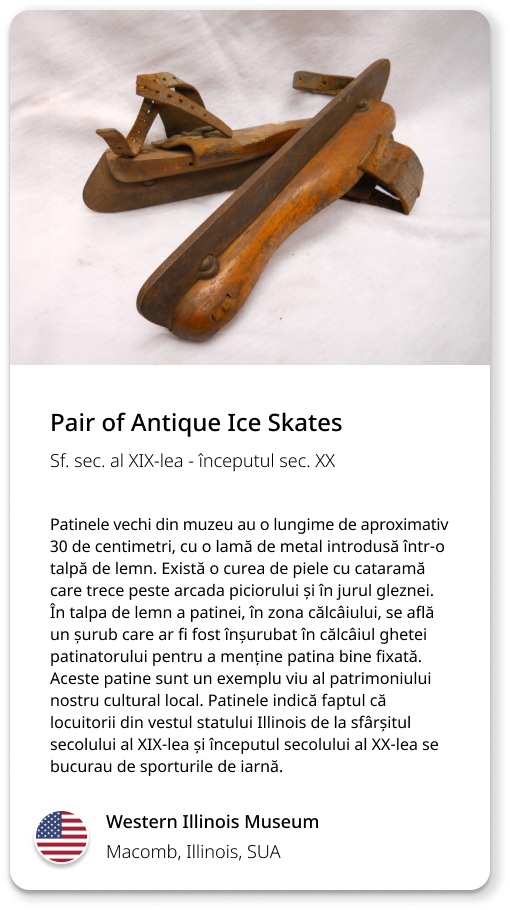 Pair of Antique Ice Skates
Sf. sec. al XIX-lea - începutul sec. XX
Patinele vechi din muzeu au o lungime de aproximativ
30 de centimetri, cu o lamă de metal introdusă într-o
talpă de lemn. Există o curea de piele cu cataramă
care trece peste arcada piciorului și în jurul gleznei.
În talpa de lemn a patinei, în zona călcâiului, se află
un șurub care ar fi fost înșurubat în călcâiul ghetei
patinatorului pentru a menține patina bine fixată.
Aceste patine sunt un exemplu viu al patrimoniului
nostru cultural local. Patinele indică faptul că
locuitorii din vestul statului Illinois de la sfârșitul
secolului al XIX-lea și începutul secolului al XX-lea se
bucurau de sporturile de iarnă.
Western Illinois Museum
Macomb, Illinois, SUA